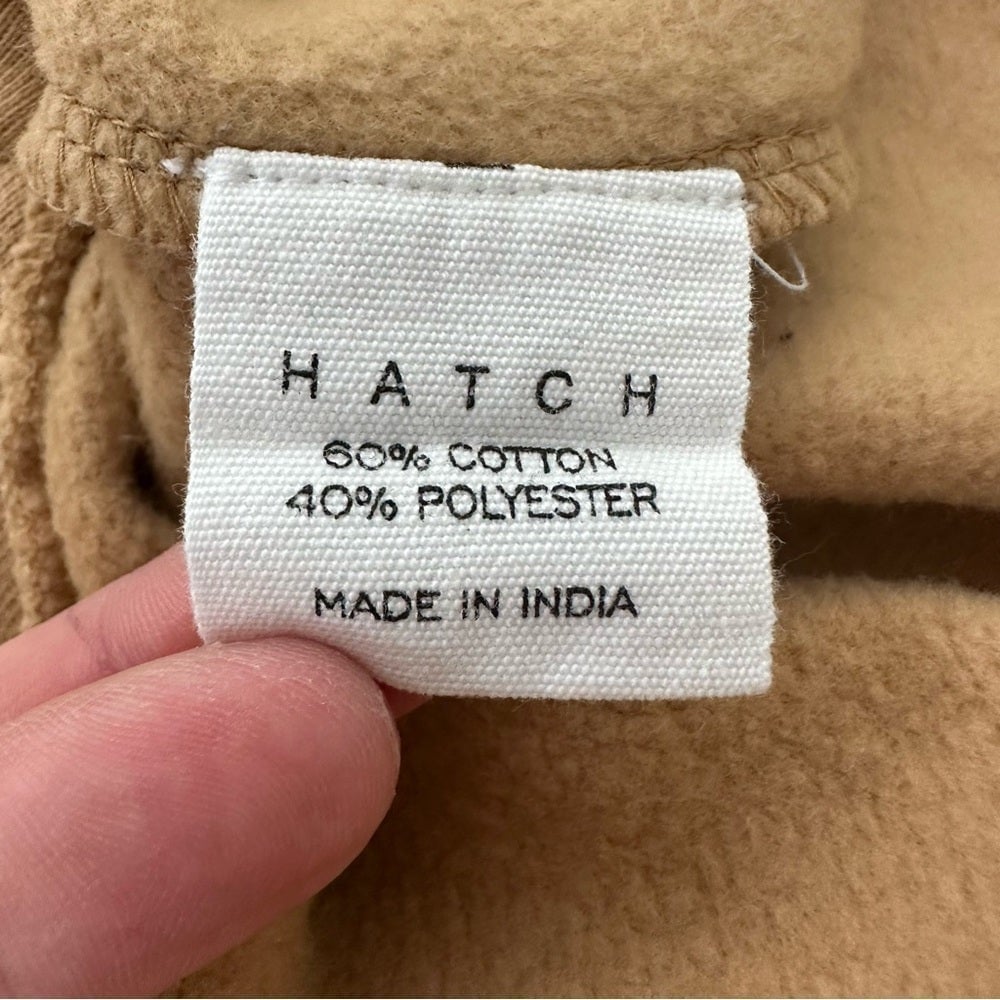 H A T C H
60% COTTON
40% POLYESTER
MADE IN INDIA